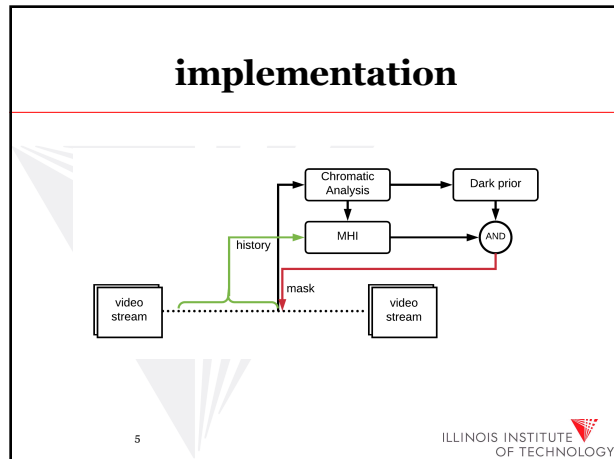 implementation
Chromatic
Analysis
Dark prior
MHI
AND
history
mask
video
stream
video
stream
5
ILLINOIS INSTITUTE
OF TECHNOLOGY